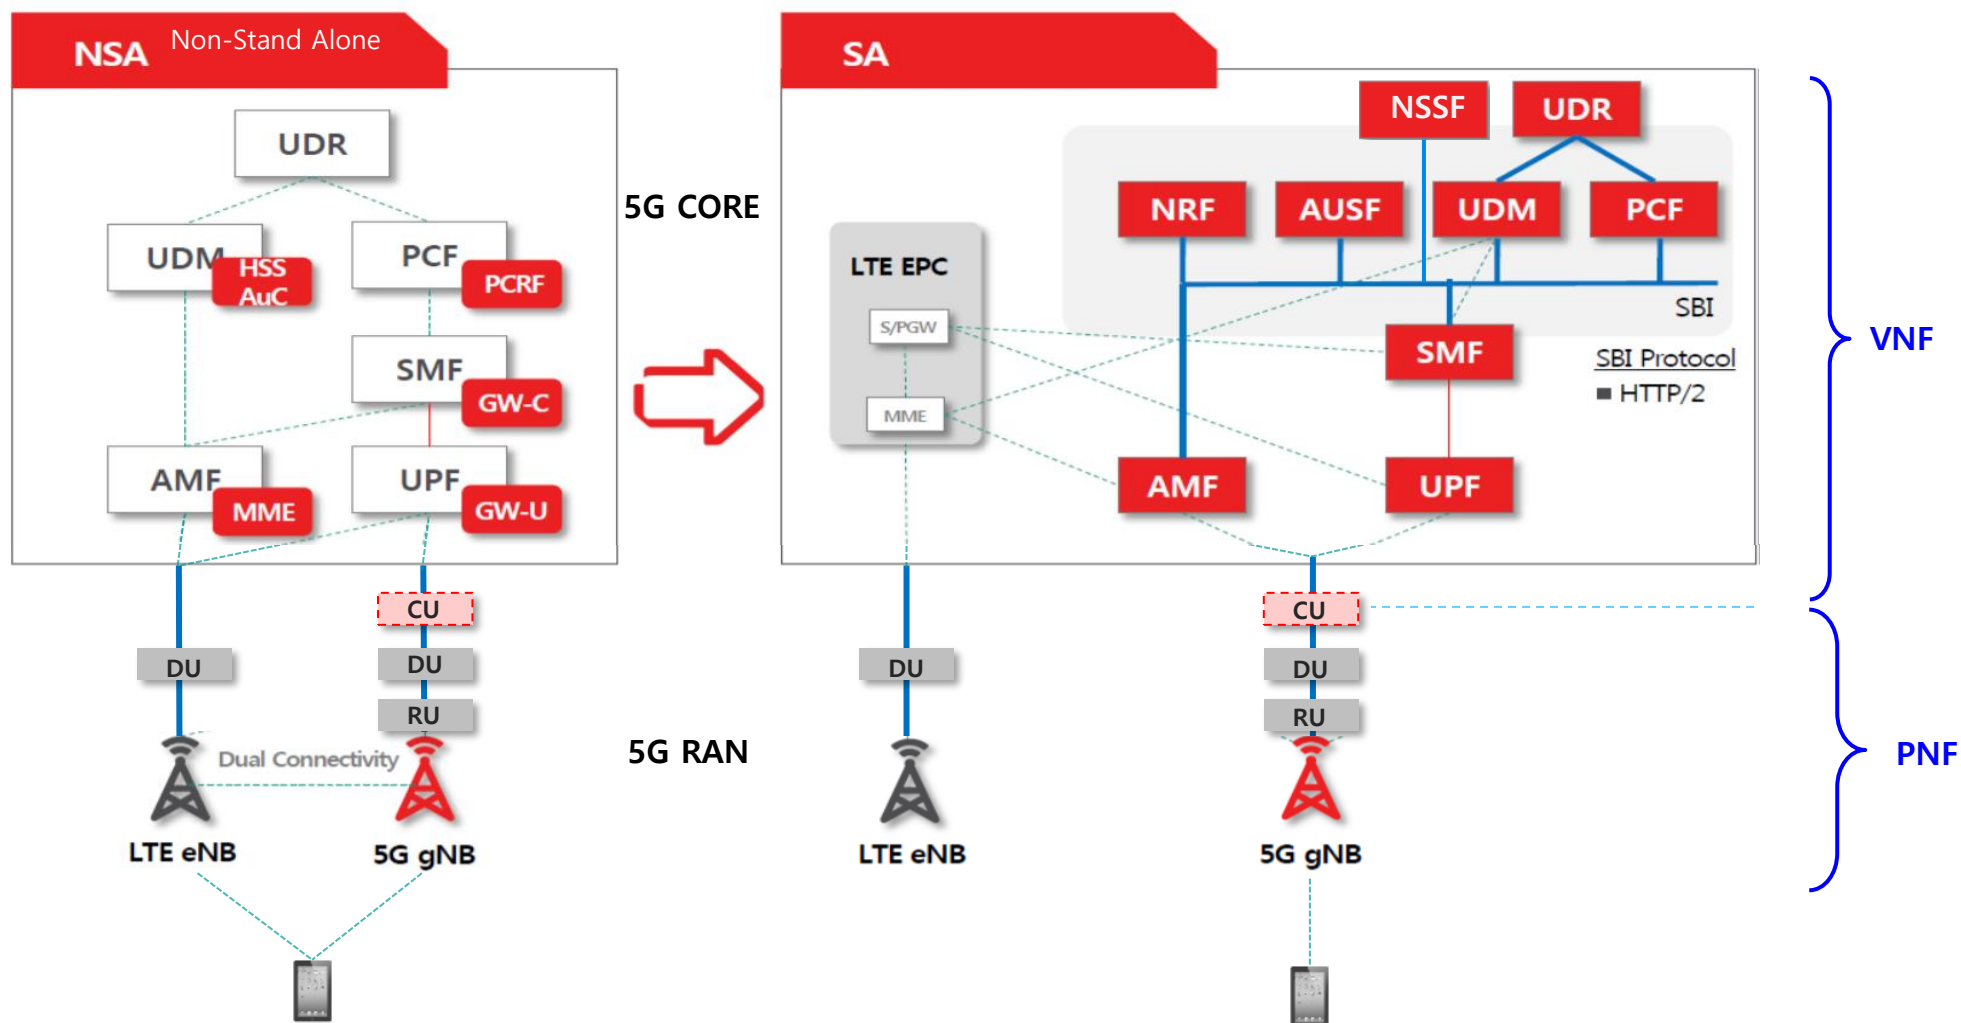 NSA Non-Stand Alone
UDR
UDM
HSS
AuC
PCF
PCRF
SMF
GW-C
AMF
MME
UPF
GW-U
CU
DU
DU
RU
Dual Connectivity
LTE eNB
5G gNB
5G CORE
5G RAN
SA
NSSF
UDR
NRF
AUSF
UDM
PCF
LTE EPC
S/PGW
MME
SBI
SMF
SBI Protocol
■ HTTP/2
AMF
UPF
CU
DU
DU
RU
LTE eNB
5G gNB
VNF
PNF